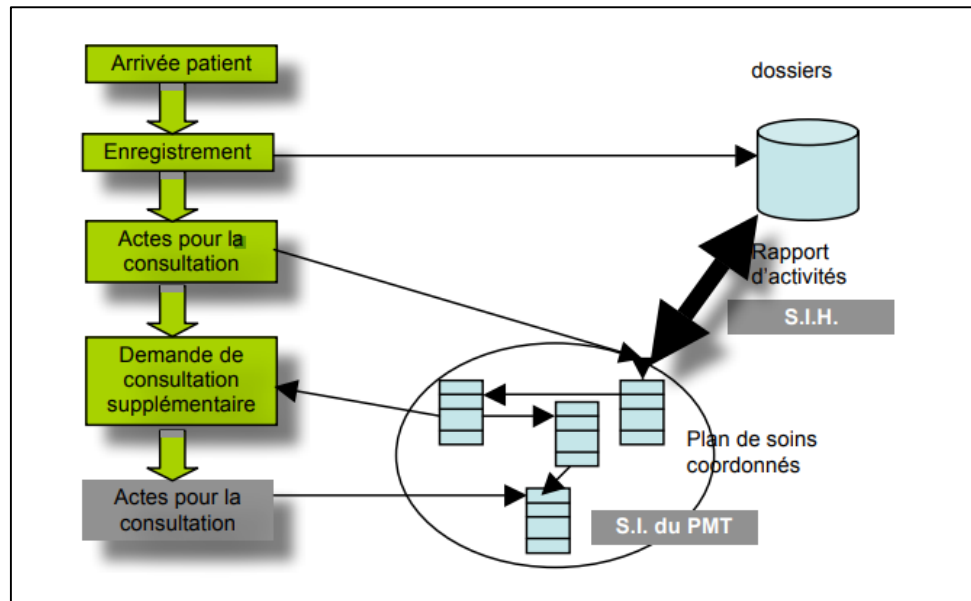 Arrivée patient
Enregistrement
Actes pour la
consultation
Demande de
consultation
supplémentaire
Actes pour la
consultation
dossiers
Rapport
d'activités
S.I.H.
Plan de soins
coordonnés
S.I. du PMT